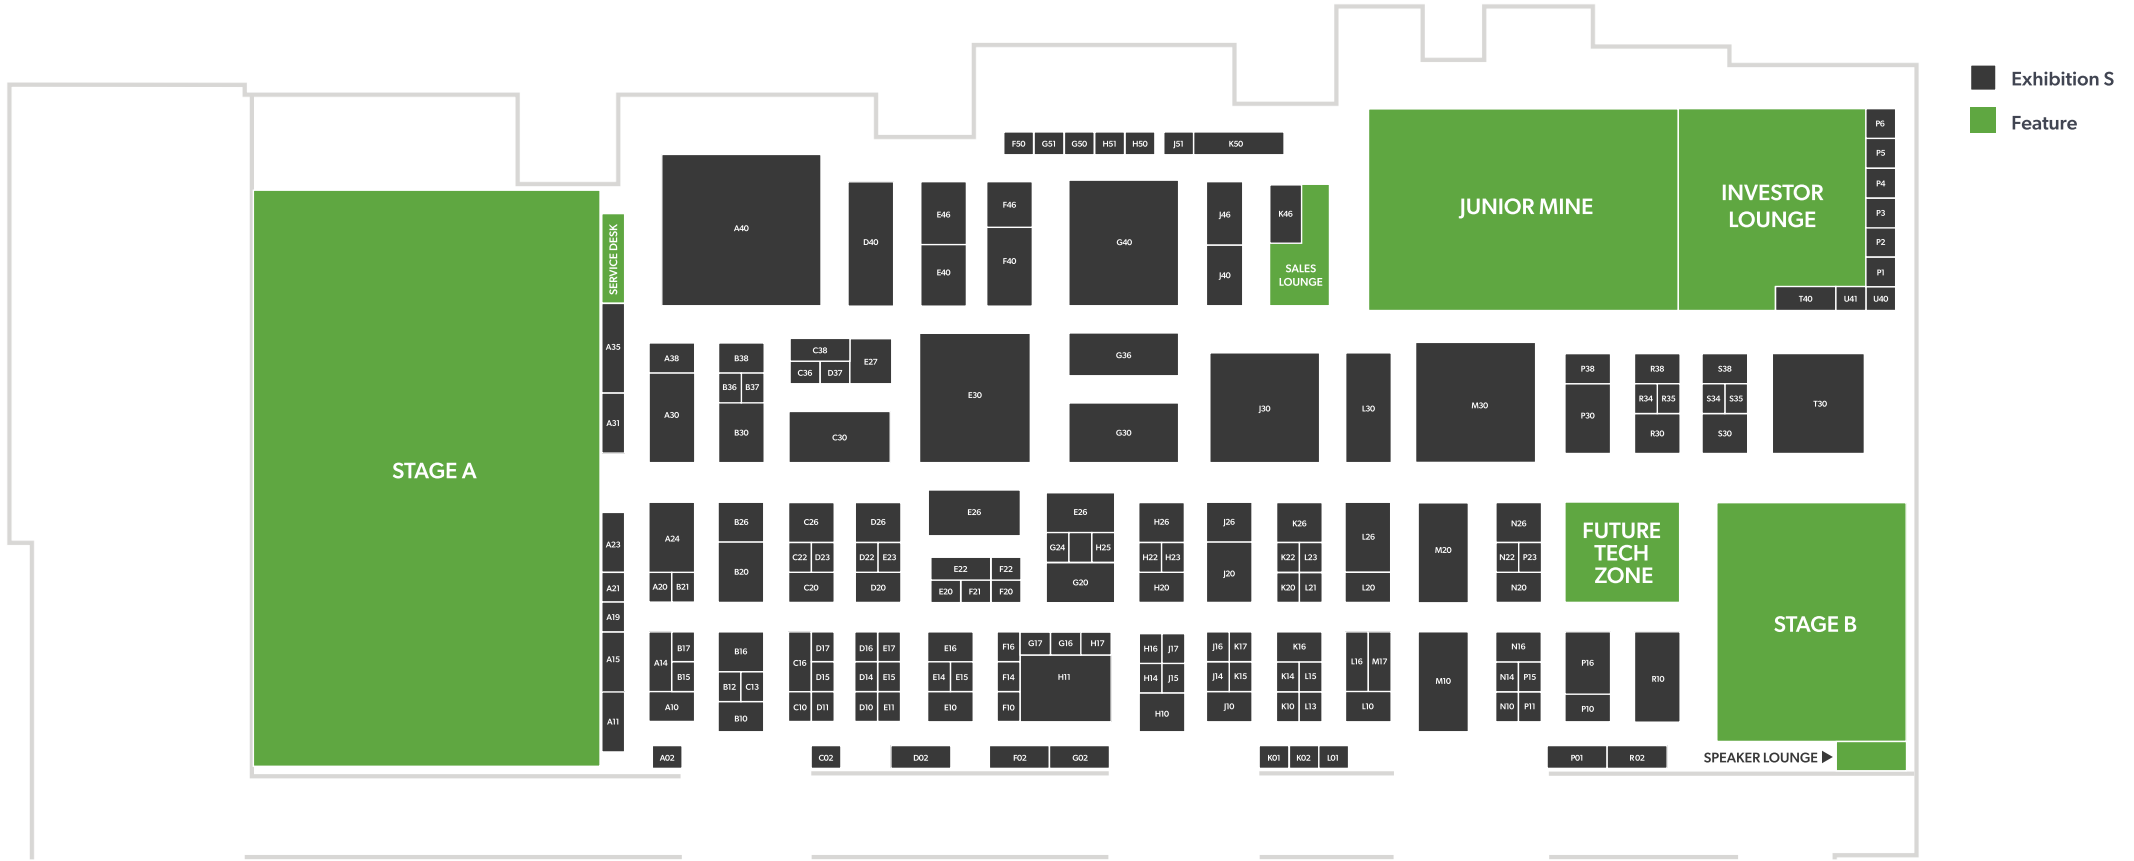 Exhibition S
Feature
F50 G51 G50 H51 H50 J51 K50
P6
P5
P4
P3
P2
P1
T40 U41 U40
JUNIOR MINE
INVESTOR
LOUNGE
SERVICE DESK
A40
D40
E46
E40
F46
F40
G40
J46
J40
K46
SALES
LOUNGE
STAGE A
A35
A31
A23
A21
A19
A15
A11
A38
A30
B38
B36 B37
B30
C38
C36 D37
E27
C30
E30
G36
G30
J30
L30
M30
P38
P30
R38
R34 R35
R30
S38
S34 S35
S30
T30
A24
A20 B21
B26
B20
C26
C22 D23
C20
D26
D22 E23
D20
E26
E22 F22
E20 F21 F20
E26
G24 H25
G20
H26
H22 H23
H20
J26
J20
K26
K22 L23
K20 L21
L26
L20
M20
N26
N22 P23
N20
FUTURE
TECH
ZONE
STAGE B
A14 B17
B15
A10
B16
B12 C13
B10
C16 D17
D15
C10 D11
D16 E17
D14 E15
D10 E11
E16
E14 E15
E10
F16 G17 G16 H17
F14 H11
F10
H16 J17
H14 J15
H10
J16 K17
J14 K15
J10
K16
K14 L15
K10 L13
L16 M17
L10
M10
N16
N14 P15
N10 P11
P16
P10
R10
A02
C02
D02
F02 G02
K01 K02 L01
P01 R02
SPEAKER LOUNGE